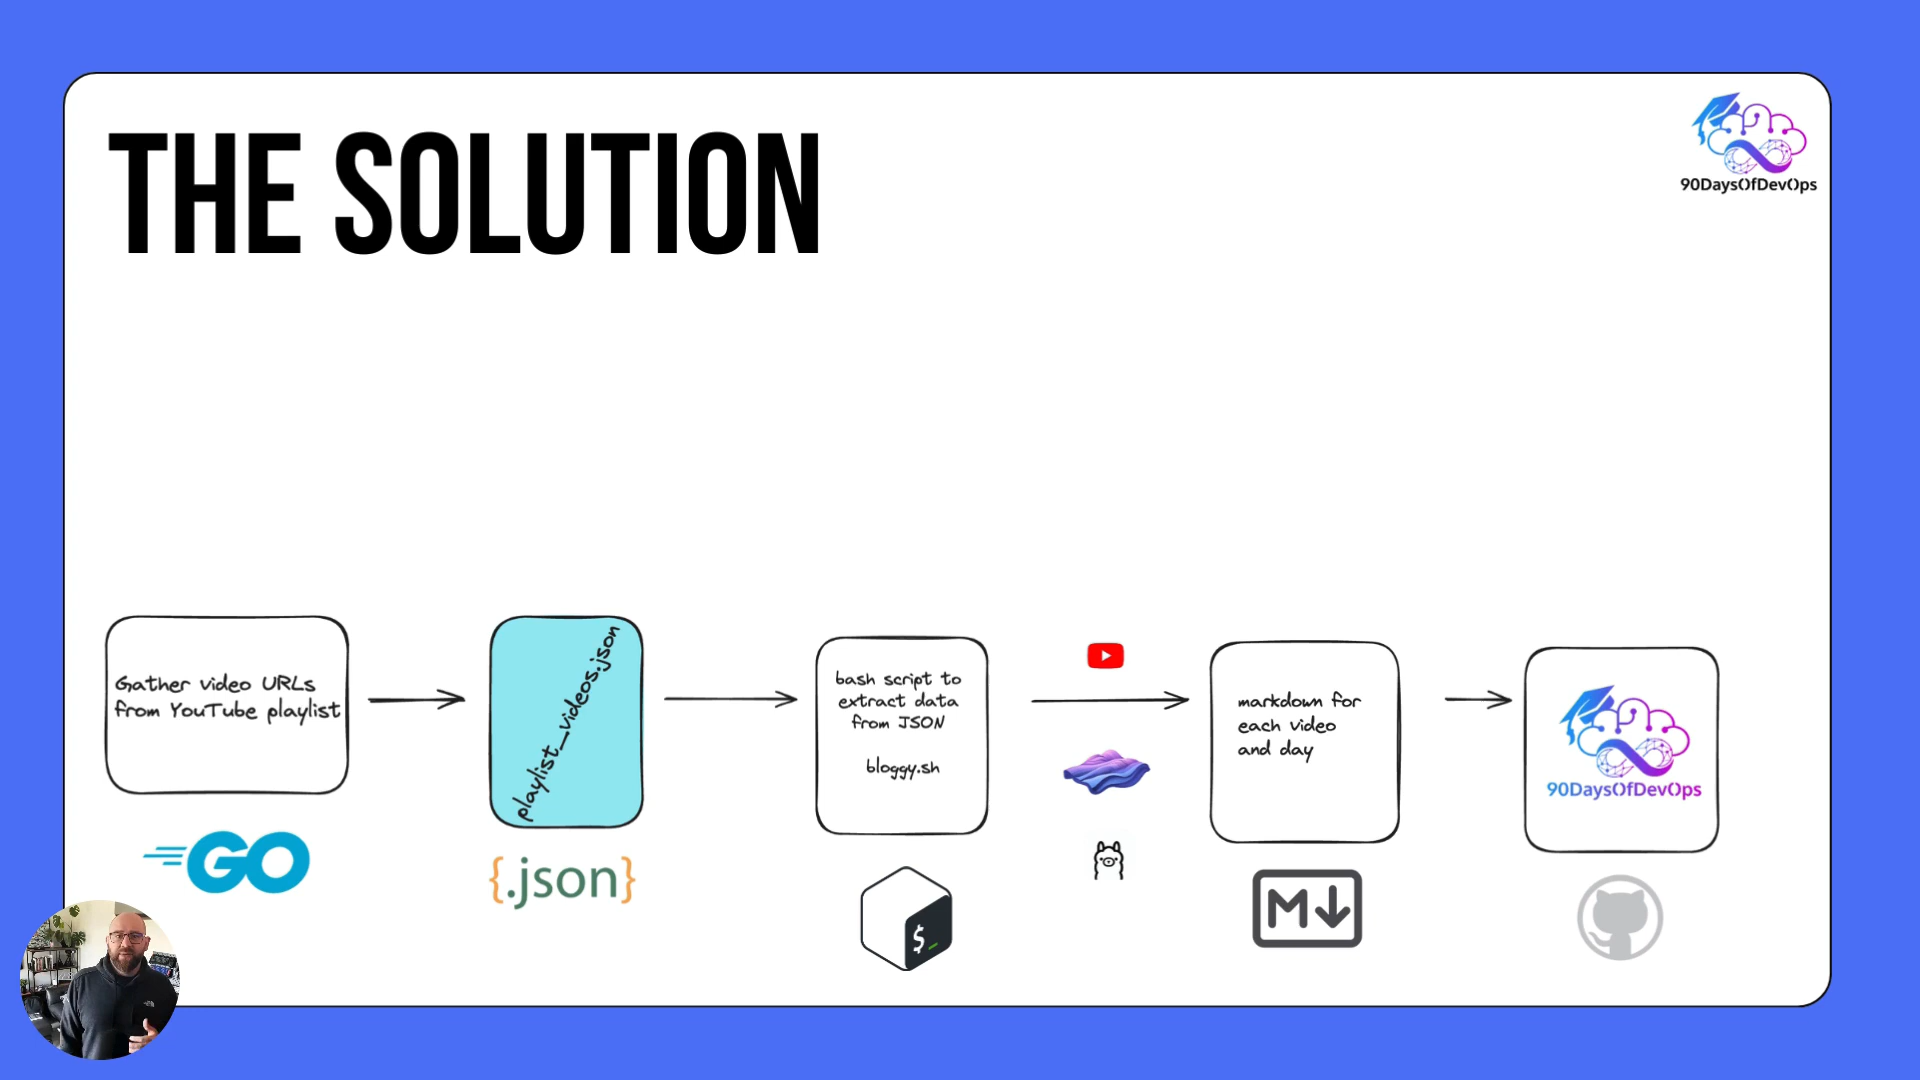 THE SOLUTION
90DaysOfDevOps
Gather video URLs
from YouTube playlist
GO
playlist_videos.json
{.json}
bash script to
extract data
from JSON
bloggy.sh
$_
markdown for
each video
and day
M
90DaysOfDevOps